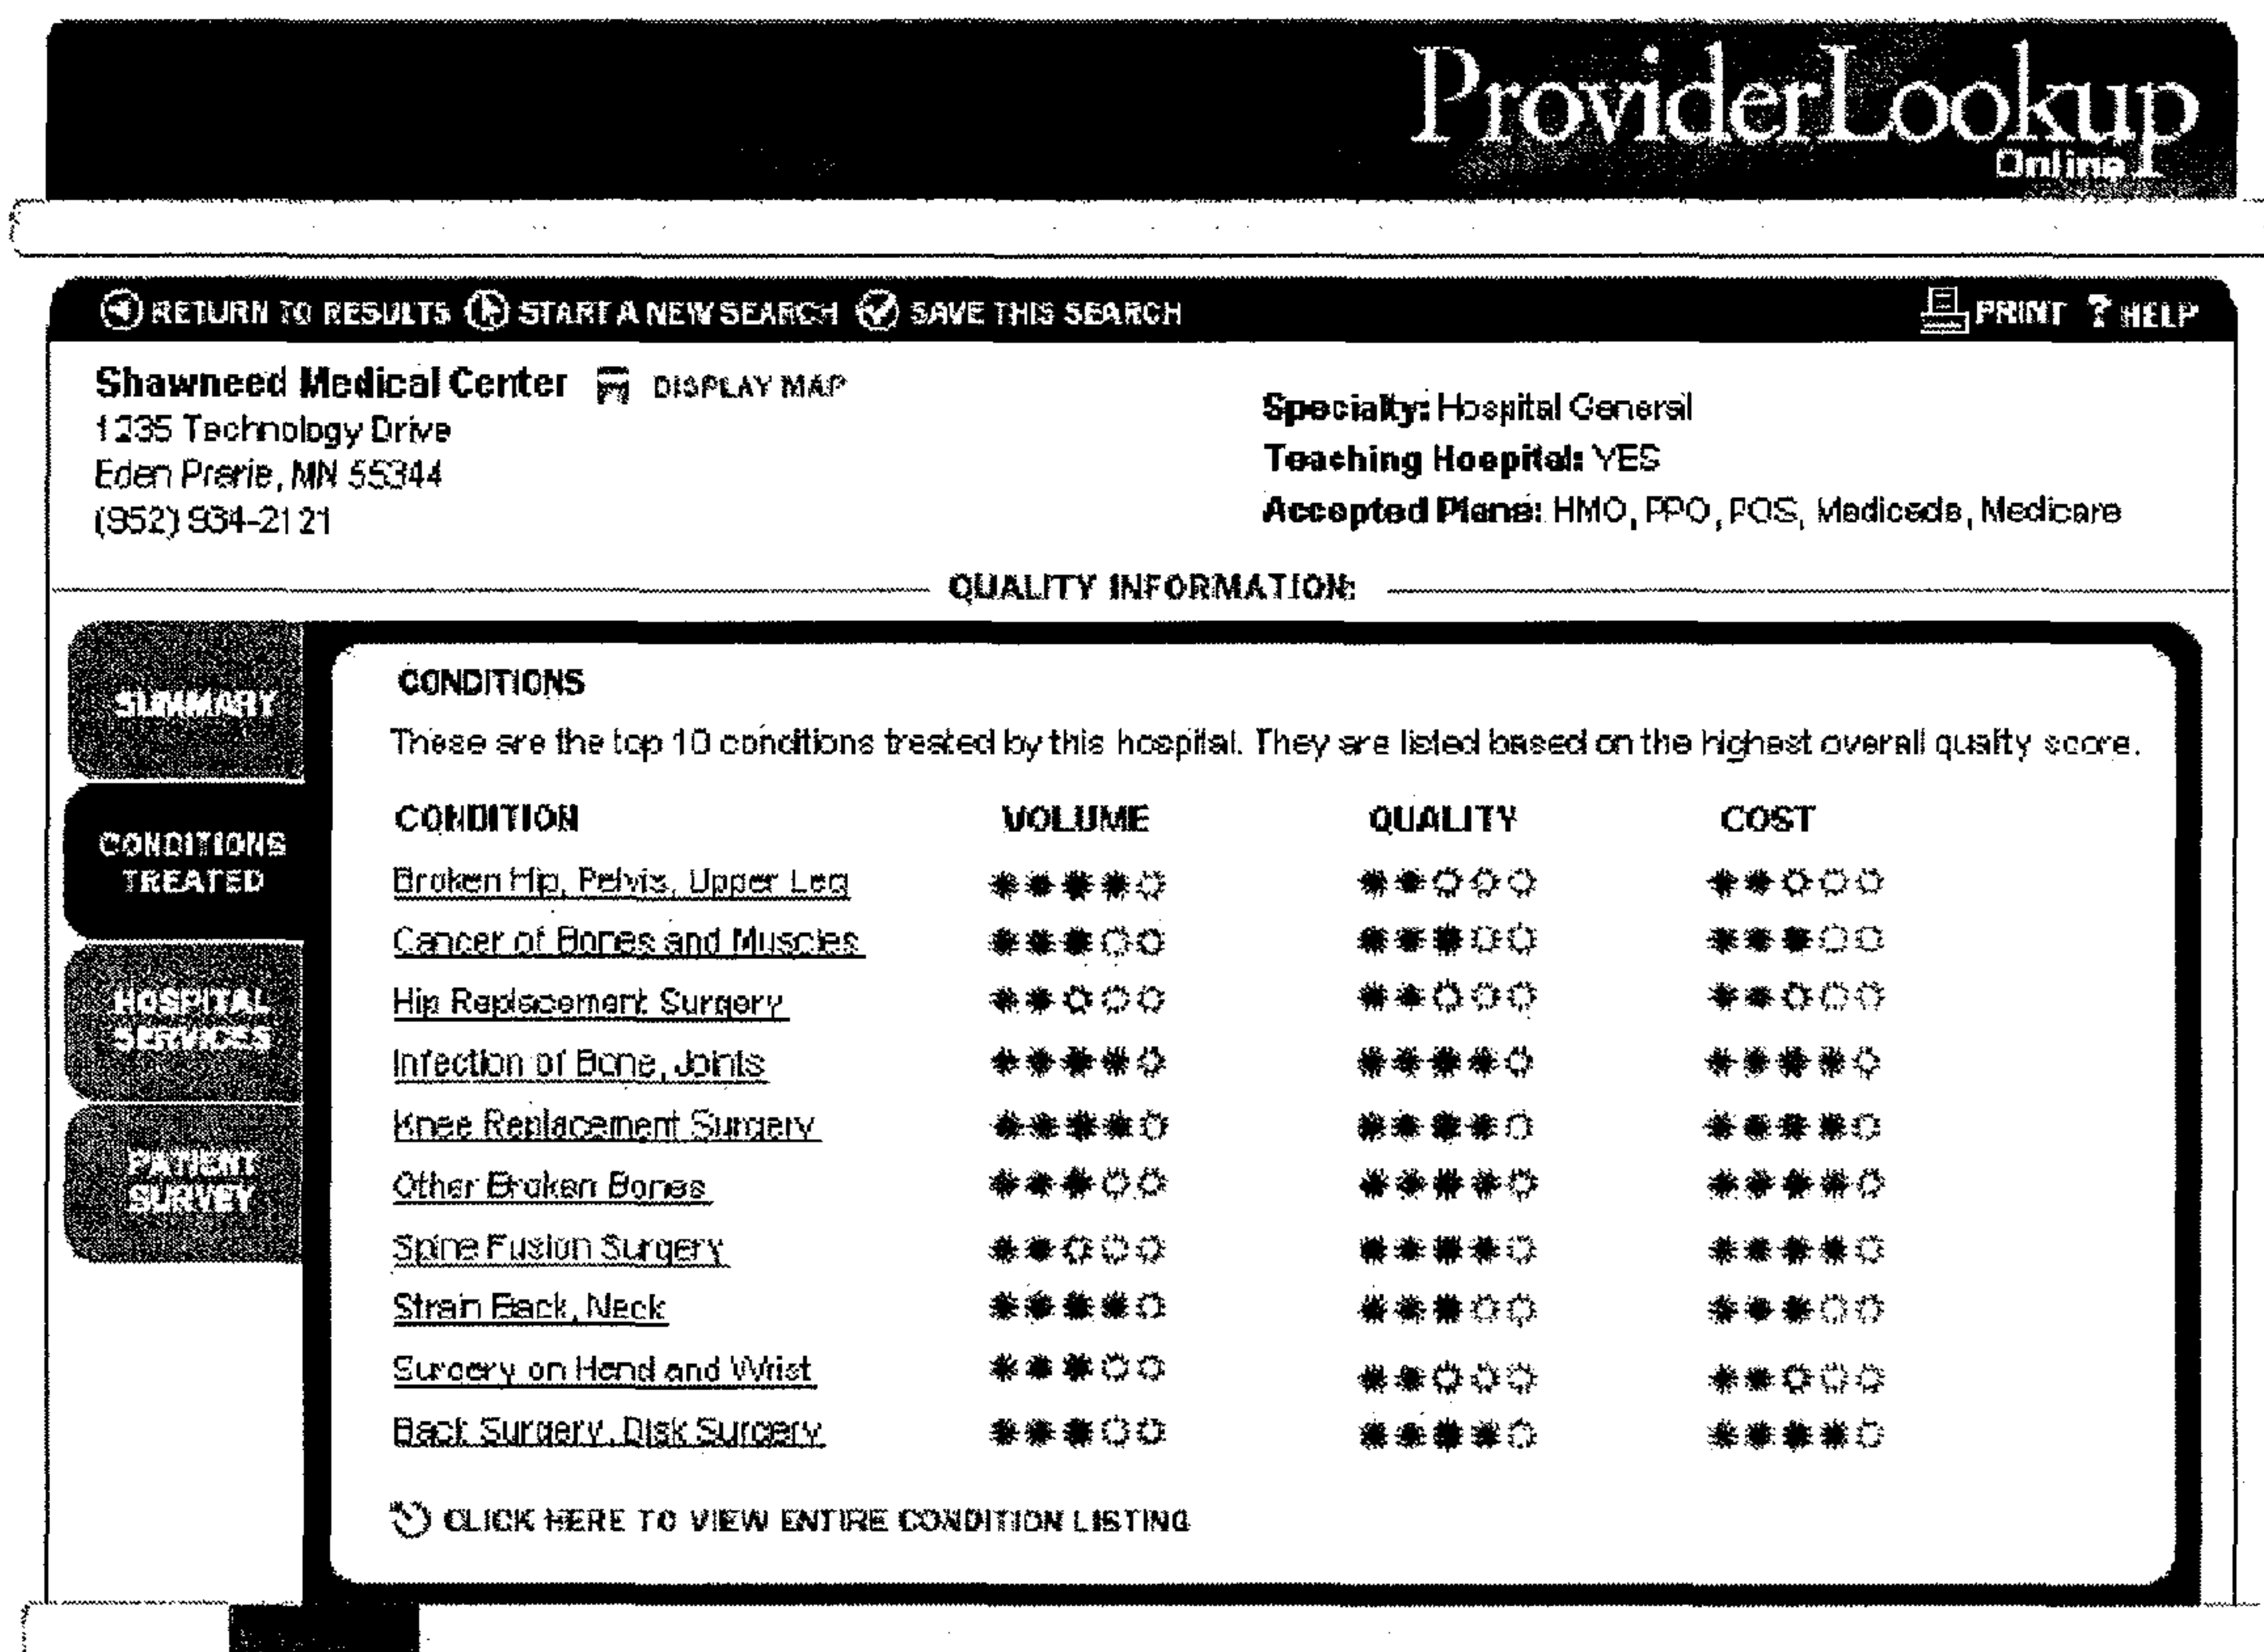 ProviderLookup
Online
RETURN TO RESULTS START A NEW SEARCH SAVE THIS SEARCH PRINT ? HELP
Shawneed Medical Center DISPLAY MAP
1235 Technology Drive
Eden Prerie, MN 55344
(952) 934-2121
Specialty: Hospital General
Teaching Hospital: YES
Accepted Plans: HMO, PPO, POS, Medicade, Medicare
QUALITY INFORMATION:
SUMMARY
CONDITIONS
TREATED
HOSPITAL
SERVICES
PATIENT
SURVEY
CONDITIONS
These are the top 10 conditions treated by this hospital. They are listed based on the highest overall quality score.
CONDITION VOLUME QUALITY COST
Broken Hip, Pelvis, Upper Leg
Cancer of Bones and Muscles
Hip Replacement Surgery
Infection of Bone, Joints
Knee Replacement Surgery
Other Broken Bones
Spine Fusion Surgery
Strain Back, Neck
Surgery on Hand and Wrist
Back Surgery, Disk Surgery
CLICK HERE TO VIEW ENTIRE CONDITION LISTING